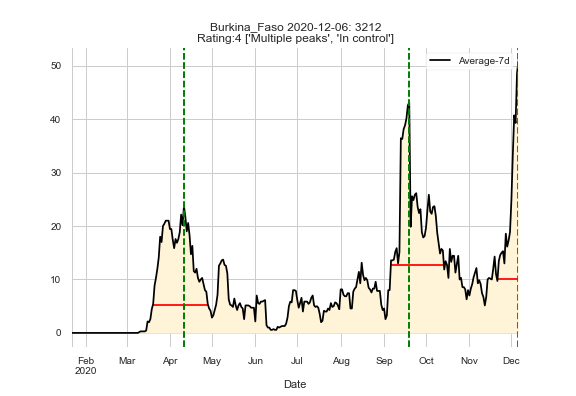 Burkina_Faso 2020-12-06: 3212
Rating:4 ['Multiple peaks', 'In control']
Average-7d
50
40
30
20
10
0
Feb Mar Apr May Jun Jul Aug Sep Oct Nov Dec
2020
Date